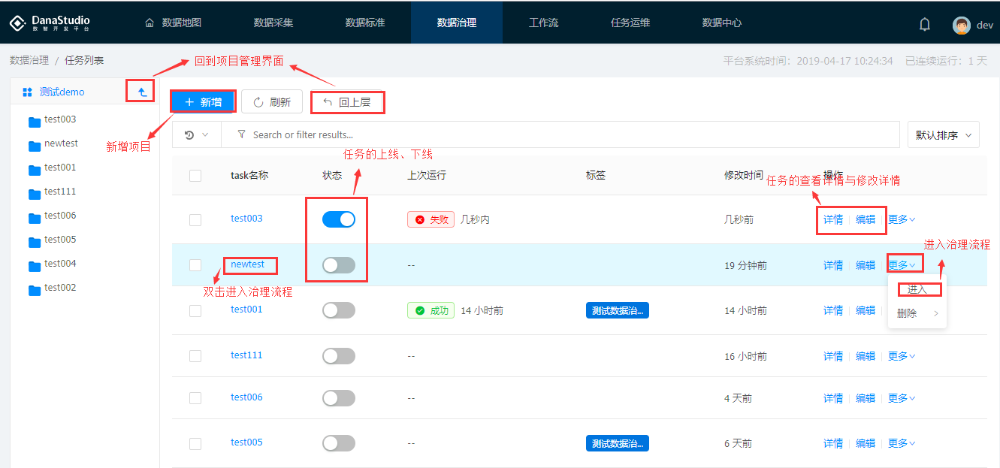 DanaStudio 数据地图 数据采集 数据标准 数据治理 工作流 任务运维 数据中心 dev
数智开发平台
数据治理 / 任务列表 回到项目管理界面 平台系统时间：2019-04-17 10:24:34 已连续运行：1 天
测试demo
新增 刷新 回上层
test003
newtest
test001
test111
test006
test005
test004
test002
新增项目
Search or filter results... 默认排序
任务的上线、下线
task名称 状态 上次运行 标签 修改时间 操作
任务的查看详情与修改详情
test003 失败 几秒内 几秒前 详情 编辑 更多
进入治理流程
newtest -- 19 分钟前 详情 编辑 更多
双击进入治理流程
进入
删除
test001 成功 14 小时前 测试数据治... 14 小时前 详情 编辑
test111 -- 16 小时前 详情 编辑 更多
test006 -- 4 天前 详情 编辑 更多
test005 -- 测试数据治... 6 天前 详情 编辑 更多